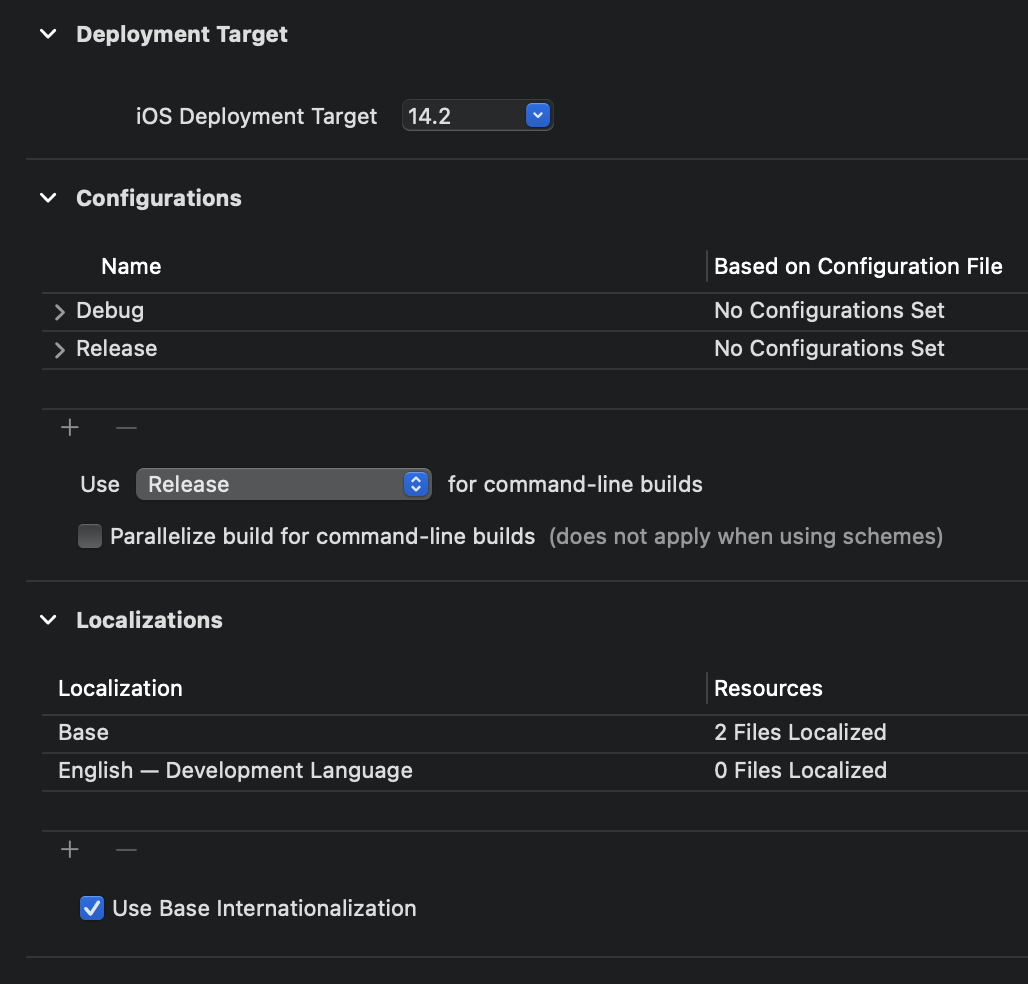 Deployment Target
iOS Deployment Target 14.2
Configurations
Name Based on Configuration File
Debug No Configurations Set
Release No Configurations Set
Use Release for command-line builds
Parallelize build for command-line builds (does not apply when using schemes)
Localizations
Localization Resources
Base 2 Files Localized
English — Development Language 0 Files Localized
Use Base Internationalization